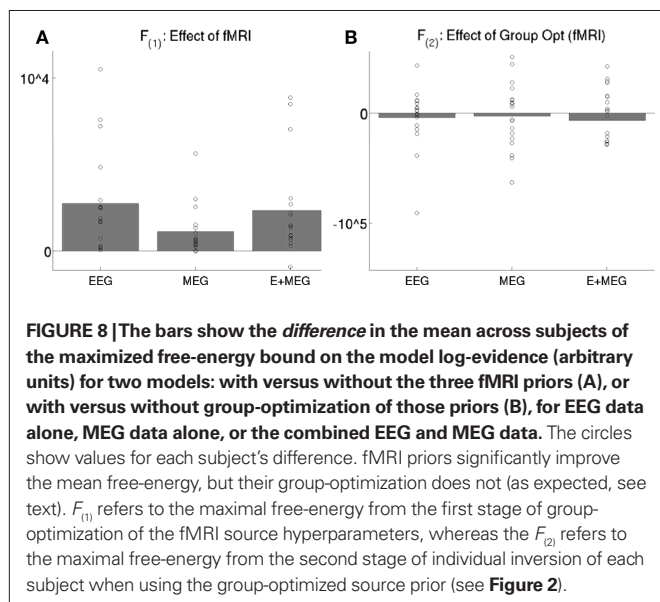 A
F(1): Effect of fMRI
10^4
0
EEG
MEG
E+MEG
B
F(2): Effect of Group Opt (fMRI)
0
-10^5
EEG
MEG
E+MEG
FIGURE 8 | The bars show the difference in the mean across subjects of
the maximized free-energy bound on the model log-evidence (arbitrary
units) for two models: with versus without the three fMRI priors (A), or
with versus without group-optimization of those priors (B), for EEG data
alone, MEG data alone, or the combined EEG and MEG data. The circles
show values for each subject's difference. fMRI priors significantly improve
the mean free-energy, but their group-optimization does not (as expected, see
text). F(1) refers to the maximal free-energy from the first stage of group-
optimization of the fMRI source hyperparameters, whereas the F(2) refers to
the maximal free-energy from the second stage of individual inversion of each
subject when using the group-optimized source prior (see Figure 2).